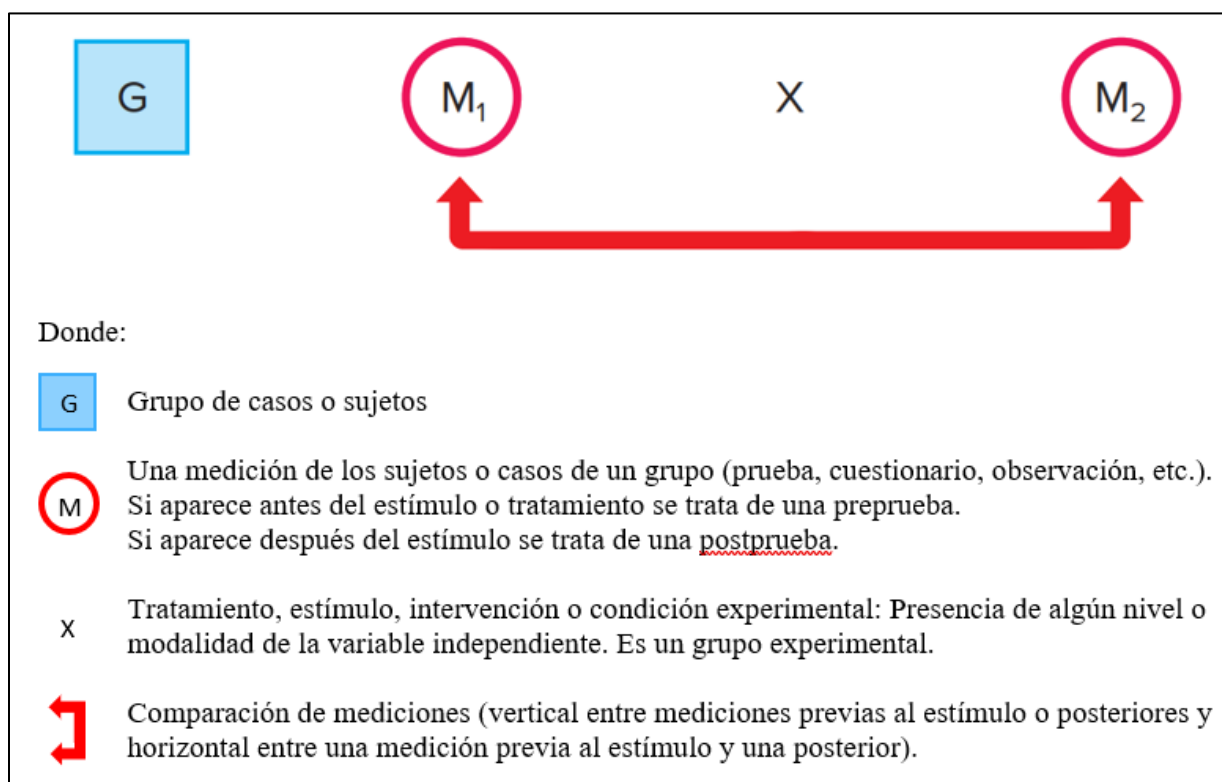 G M₁ X M₂
Donde:
G Grupo de casos o sujetos
M Una medición de los sujetos o casos de un grupo (prueba, cuestionario, observación, etc.).
Si aparece antes del estímulo o tratamiento se trata de una preprueba.
Si aparece después del estímulo se trata de una postprueba.
X Tratamiento, estímulo, intervención o condición experimental: Presencia de algún nivel o
modalidad de la variable independiente. Es un grupo experimental.
Comparación de mediciones (vertical entre mediciones previas al estímulo o posteriores y
horizontal entre una medición previa al estímulo y una posterior).